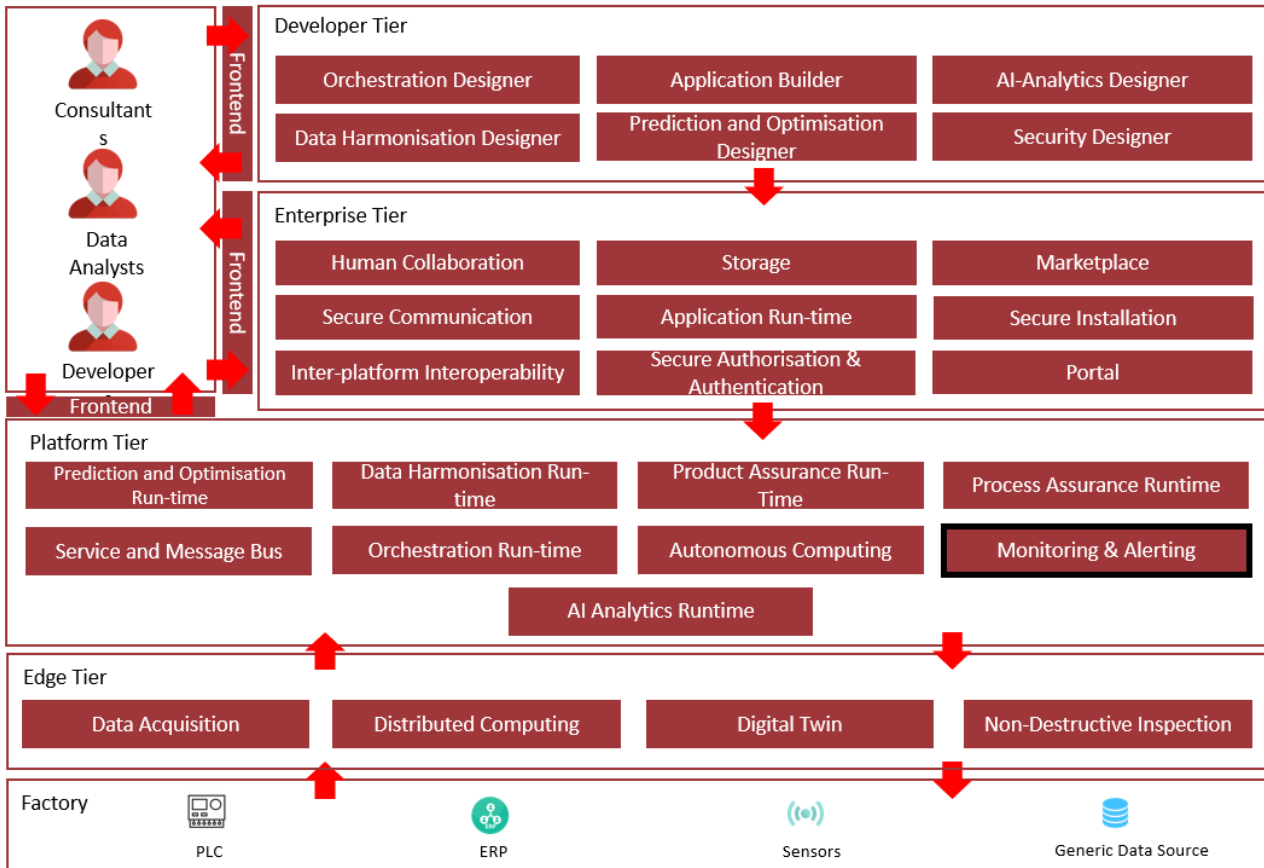 Consultant
s
Data
Analysts
Developer
Frontend
Frontend
Frontend
Developer Tier
Orchestration Designer
Application Builder
AI-Analytics Designer
Data Harmonisation Designer
Prediction and Optimisation
Designer
Security Designer
Enterprise Tier
Human Collaboration
Storage
Marketplace
Secure Communication
Application Run-time
Secure Installation
Inter-platform Interoperability
Secure Authorisation &
Authentication
Portal
Platform Tier
Prediction and Optimisation
Run-time
Data Harmonisation Run-
time
Product Assurance Run-
Time
Process Assurance Runtime
Service and Message Bus
Orchestration Run-time
Autonomous Computing
Monitoring & Alerting
AI Analytics Runtime
Edge Tier
Data Acquisition
Distributed Computing
Digital Twin
Non-Destructive Inspection
Factory
PLC
ERP
ERP
Sensors
Generic Data Source